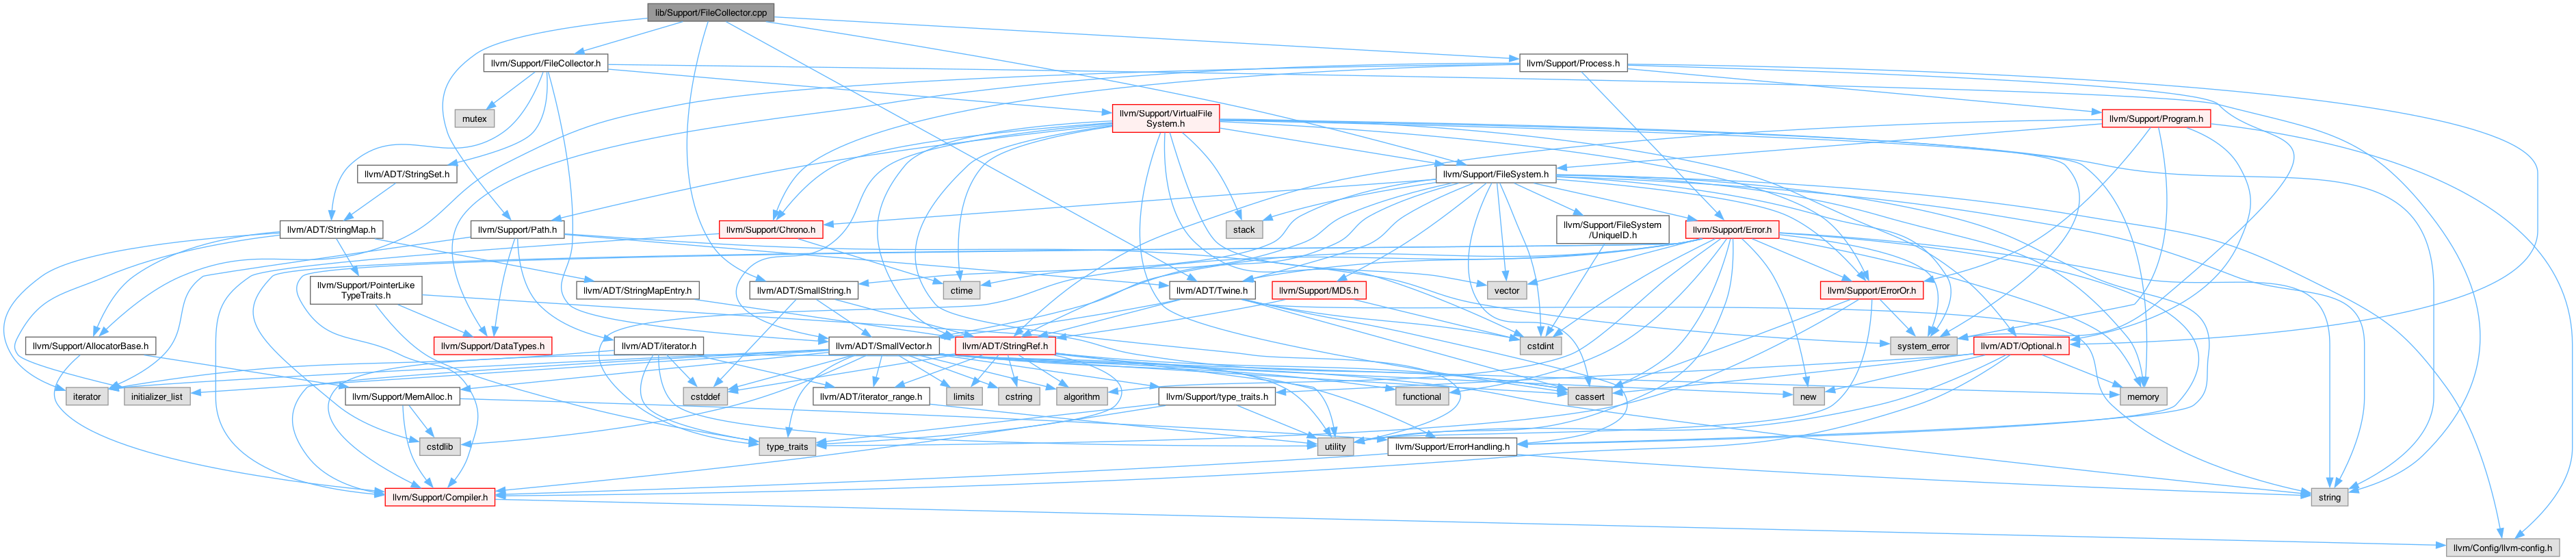 lib/Support/FileCollector.cpp
llvm/Support/FileCollector.h
llvm/Support/Process.h
mutex
llvm/Support/VirtualFile
System.h
llvm/Support/Program.h
llvm/ADT/StringSet.h
llvm/Support/FileSystem.h
llvm/ADT/StringMap.h
llvm/Support/Path.h
llvm/Support/Chrono.h
stack
llvm/Support/FileSystem
/UniqueID.h
llvm/Support/Error.h
llvm/Support/PointerLike
TypeTraits.h
llvm/ADT/StringMapEntry.h
llvm/ADT/SmallString.h
ctime
llvm/ADT/Twine.h
llvm/Support/MD5.h
vector
llvm/Support/ErrorOr.h
llvm/Support/AllocatorBase.h
llvm/Support/DataTypes.h
llvm/ADT/iterator.h
llvm/ADT/SmallVector.h
llvm/ADT/StringRef.h
cstdint
system_error
llvm/ADT/Optional.h
iterator
initializer_list
llvm/Support/MemAlloc.h
cstddef
llvm/ADT/iterator_range.h
limits
cstring
algorithm
llvm/Support/type_traits.h
functional
cassert
new
memory
cstdlib
type_traits
utility
llvm/Support/ErrorHandling.h
llvm/Support/Compiler.h
string
llvm/Config/llvm-config.h